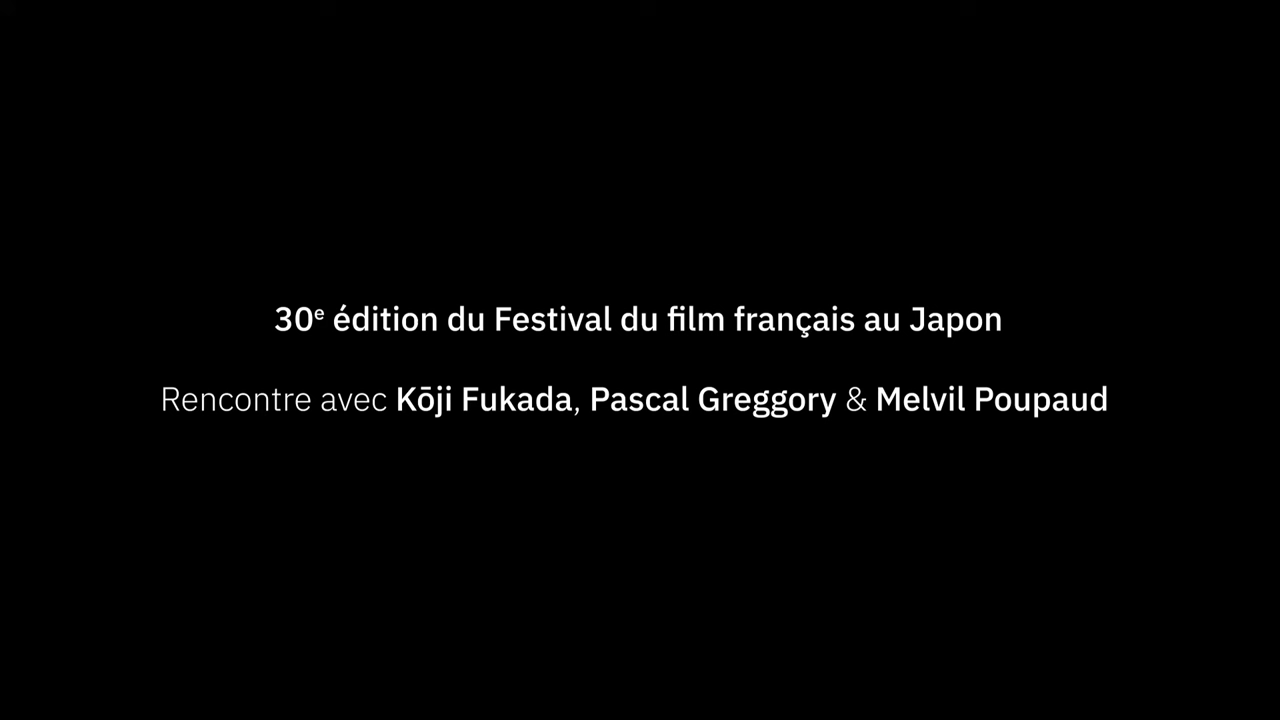 30e édition du Festival du film français au Japon
Rencontre avec Kōji Fukada, Pascal Greggory & Melvil Poupaud